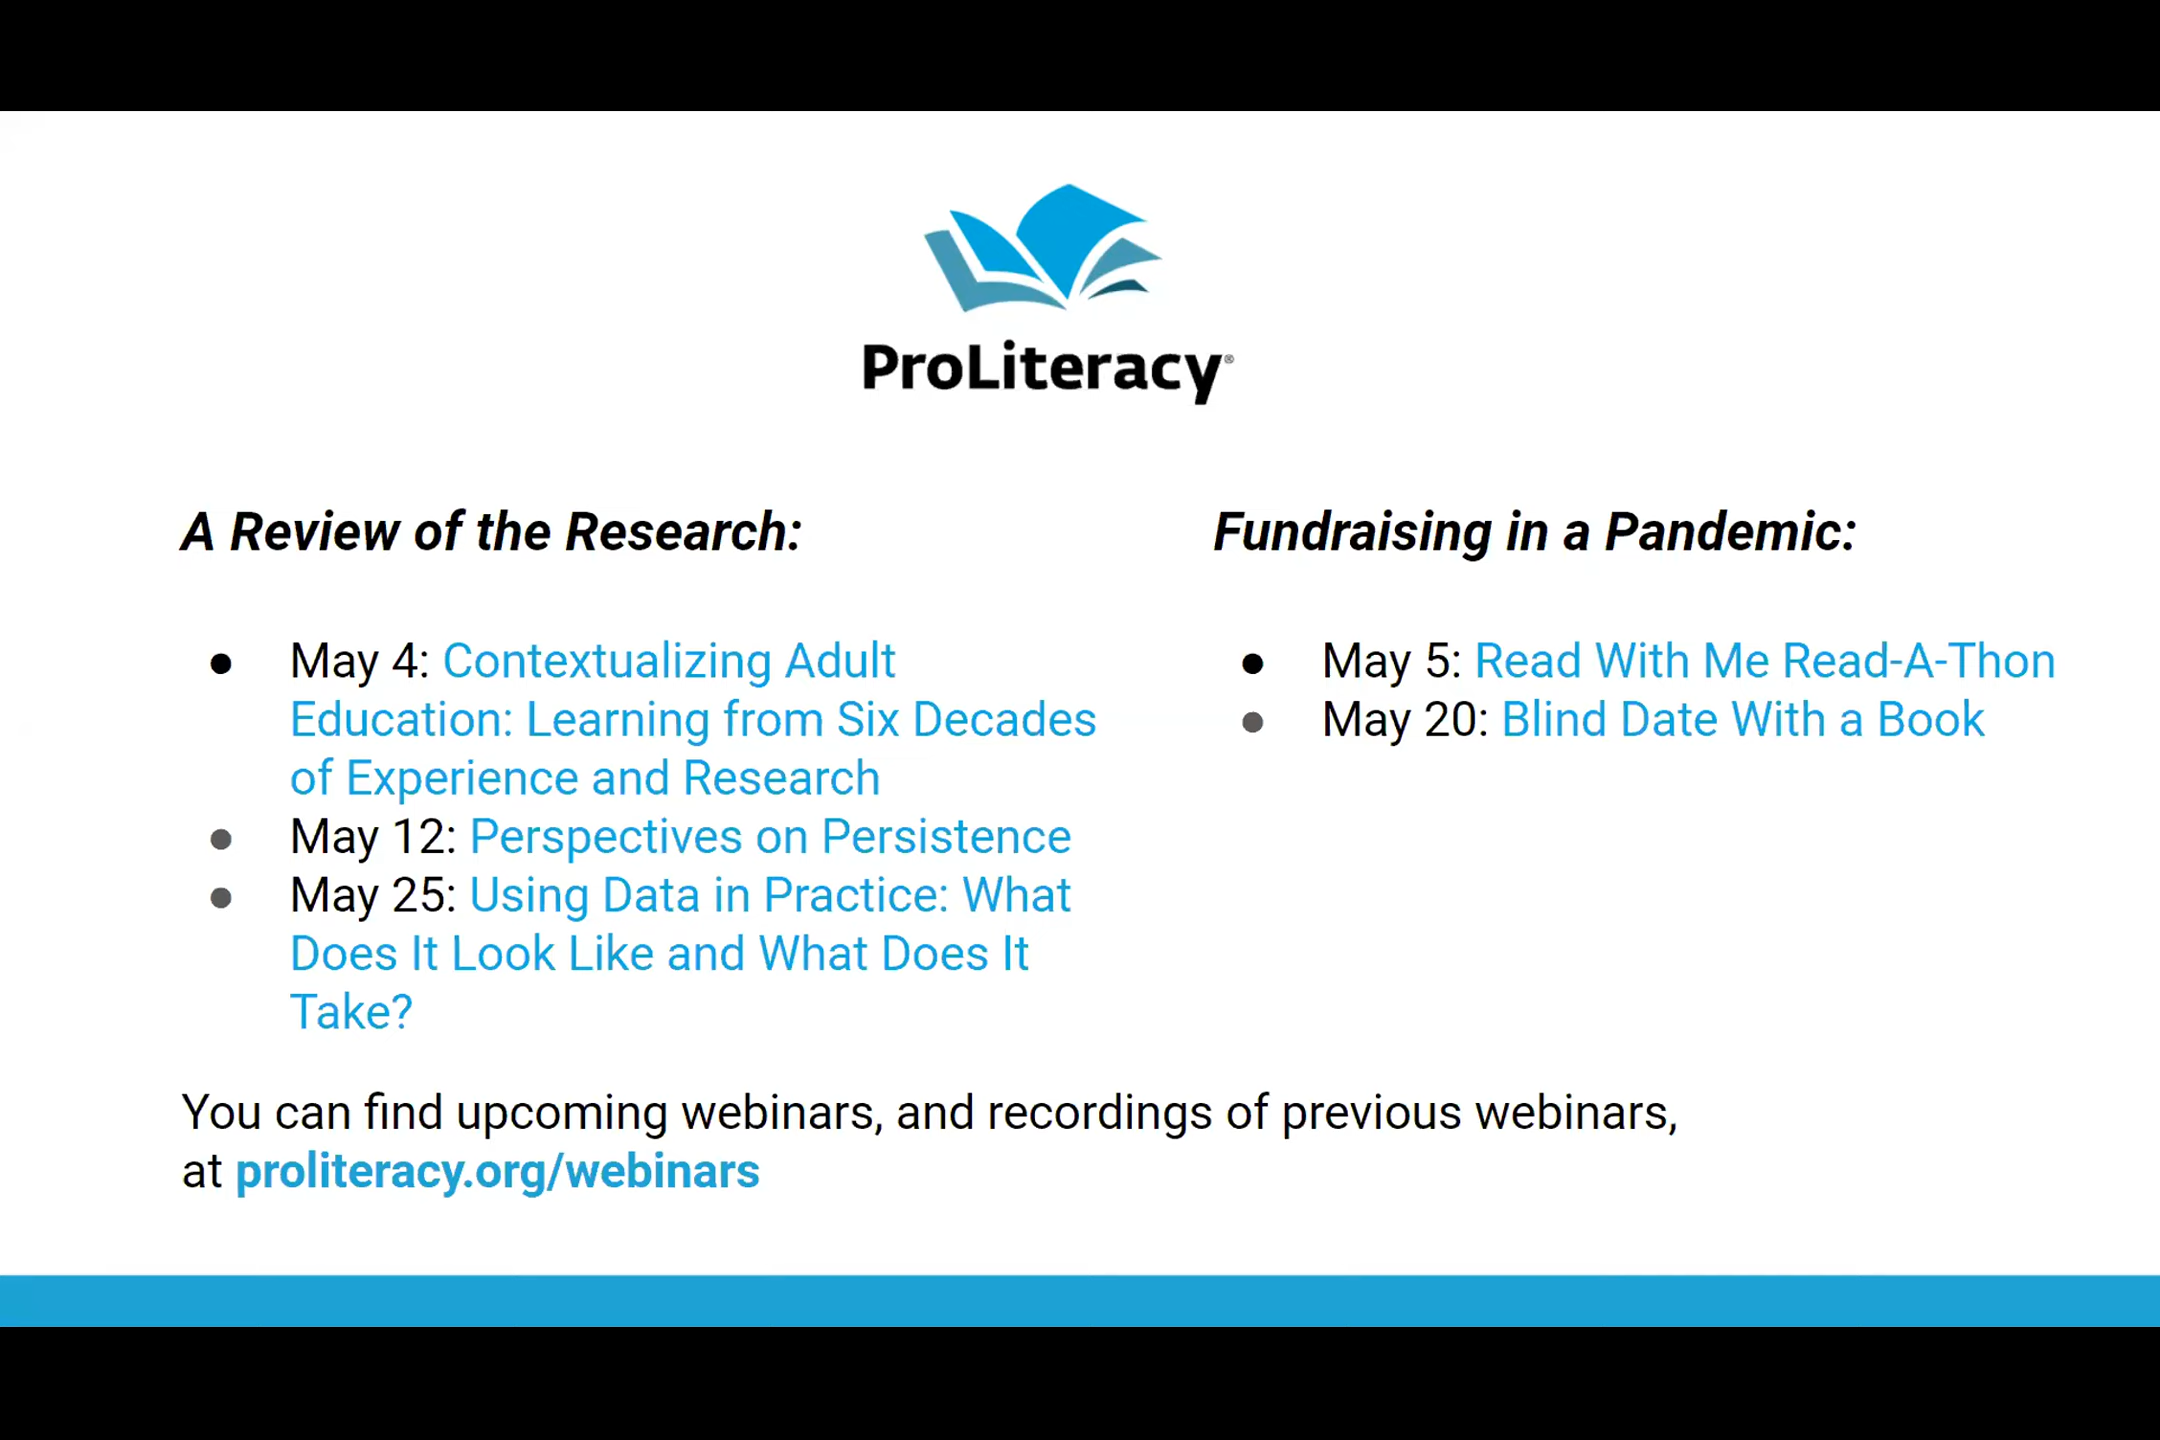 ProLiteracy®
A Review of the Research:
● May 4: Contextualizing Adult
Education: Learning from Six Decades
of Experience and Research
● May 12: Perspectives on Persistence
● May 25: Using Data in Practice: What
Does It Look Like and What Does It
Take?
Fundraising in a Pandemic:
● May 5: Read With Me Read-A-Thon
● May 20: Blind Date With a Book
You can find upcoming webinars, and recordings of previous webinars,
at proliteracy.org/webinars